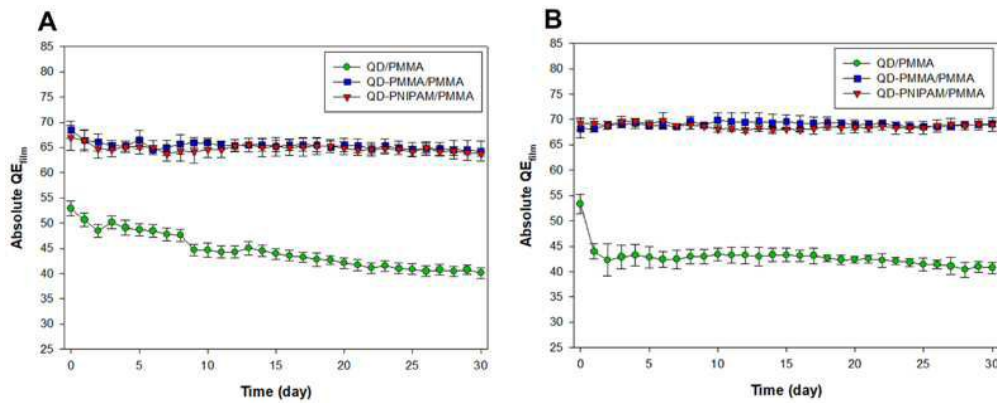 A
85
80
75
70
65
60
55
50
45
40
35
30
25
Absolute QEfilm
QD/PMMA
QD-PMMA/PMMA
QD-PNIPAM/PMMA
0 5 10 15 20 25 30
Time (day)
B
85
80
75
70
65
60
55
50
45
40
35
30
25
Absolute QEfilm
QD/PMMA
QD-PMMA/PMMA
QD-PNIPAM/PMMA
0 5 10 15 20 25 30
Time (day)